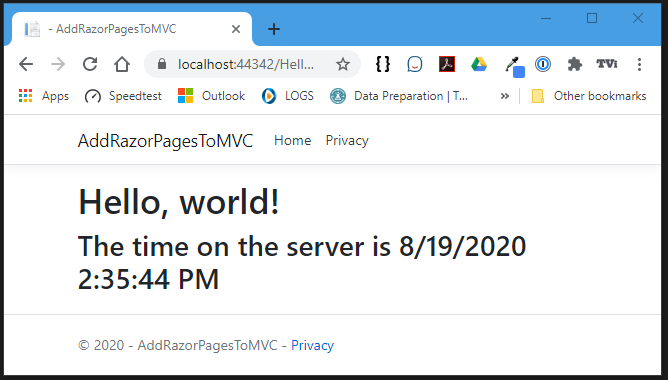 - AddRazorPagesToMVC
localhost:44342/Hell...
{} TVi
Apps Speedtest Outlook LOGS Data Preparation | T... » Other bookmarks
AddRazorPagesToMVC Home Privacy
Hello, world!
The time on the server is 8/19/2020
2:35:44 PM
© 2020 - AddRazorPagesToMVC - Privacy